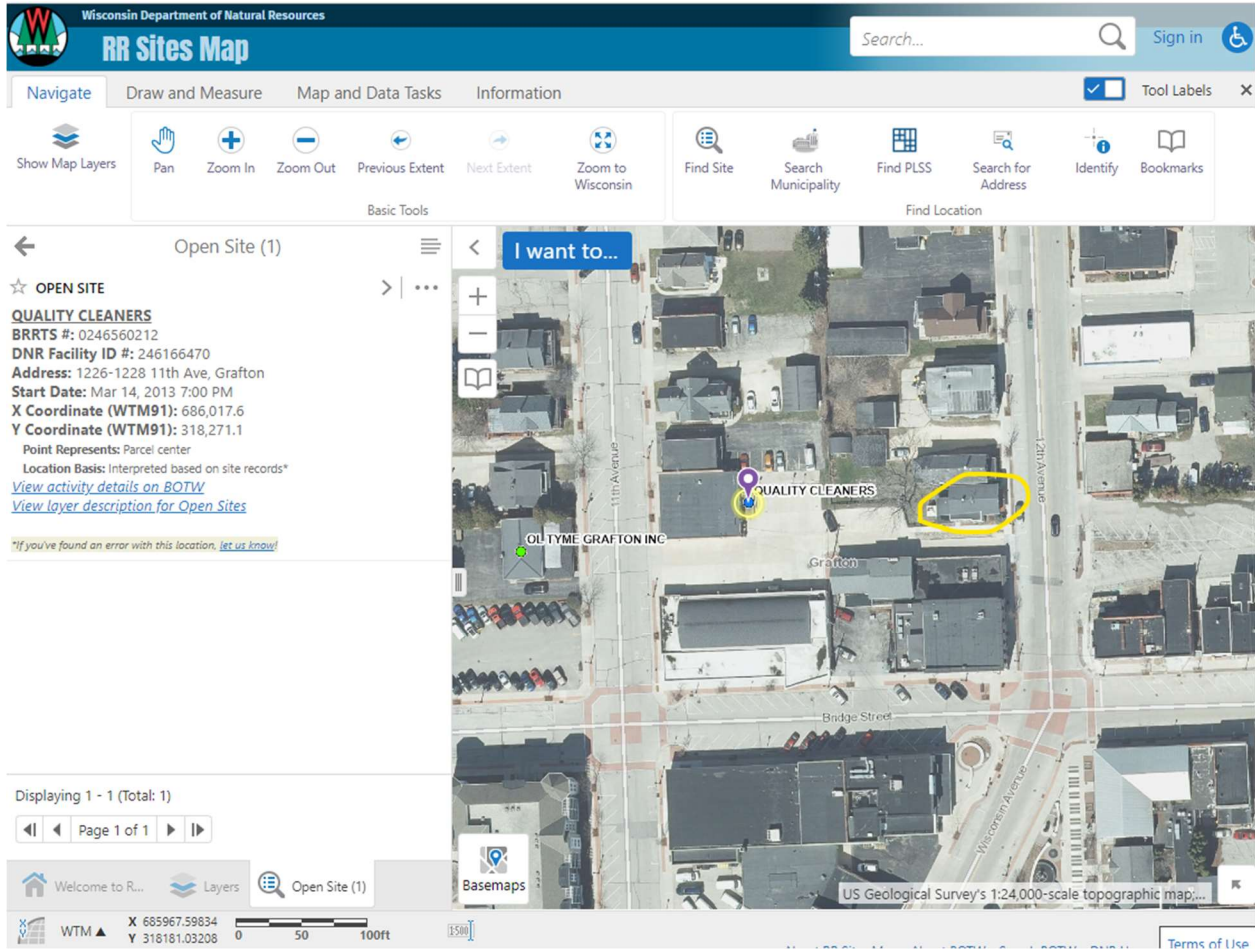 Wisconsin Department of Natural Resources
RR Sites Map
Search...
Sign in
Navigate
Draw and Measure
Map and Data Tasks
Information
Tool Labels
Show Map Layers
Pan
Zoom In
Zoom Out
Previous Extent
Next Extent
Zoom to
Wisconsin
Basic Tools
Find Site
Search
Municipality
Find PLSS
Search for
Address
Identify
Bookmarks
Find Location
Open Site (1)
OPEN SITE
QUALITY CLEANERS
BRRTS #: 0246560212
DNR Facility ID #: 246166470
Address: 1226-1228 11th Ave, Grafton
Start Date: Mar 14, 2013 7:00 PM
X Coordinate (WTM91): 686,017.6
Y Coordinate (WTM91): 318,271.1
Point Represents: Parcel center
Location Basis: Interpreted based on site records*
View activity details on BOTW
View layer description for Open Sites
*If you've found an error with this location, let us know!
Displaying 1 - 1 (Total: 1)
Page 1 of 1
Welcome to R...
Layers
Open Site (1)
I want to...
11th Avenue
12th Avenue
QUALITY CLEANERS
OL TYME GRAFTON INC
Grafton
Bridge Street
Wisconsin Avenue
Basemaps
US Geological Survey's 1:24,000-scale topographic map;...
WTM
X 685967.59834
Y 318181.03208
0 50 100ft
1:500
Terms of Use